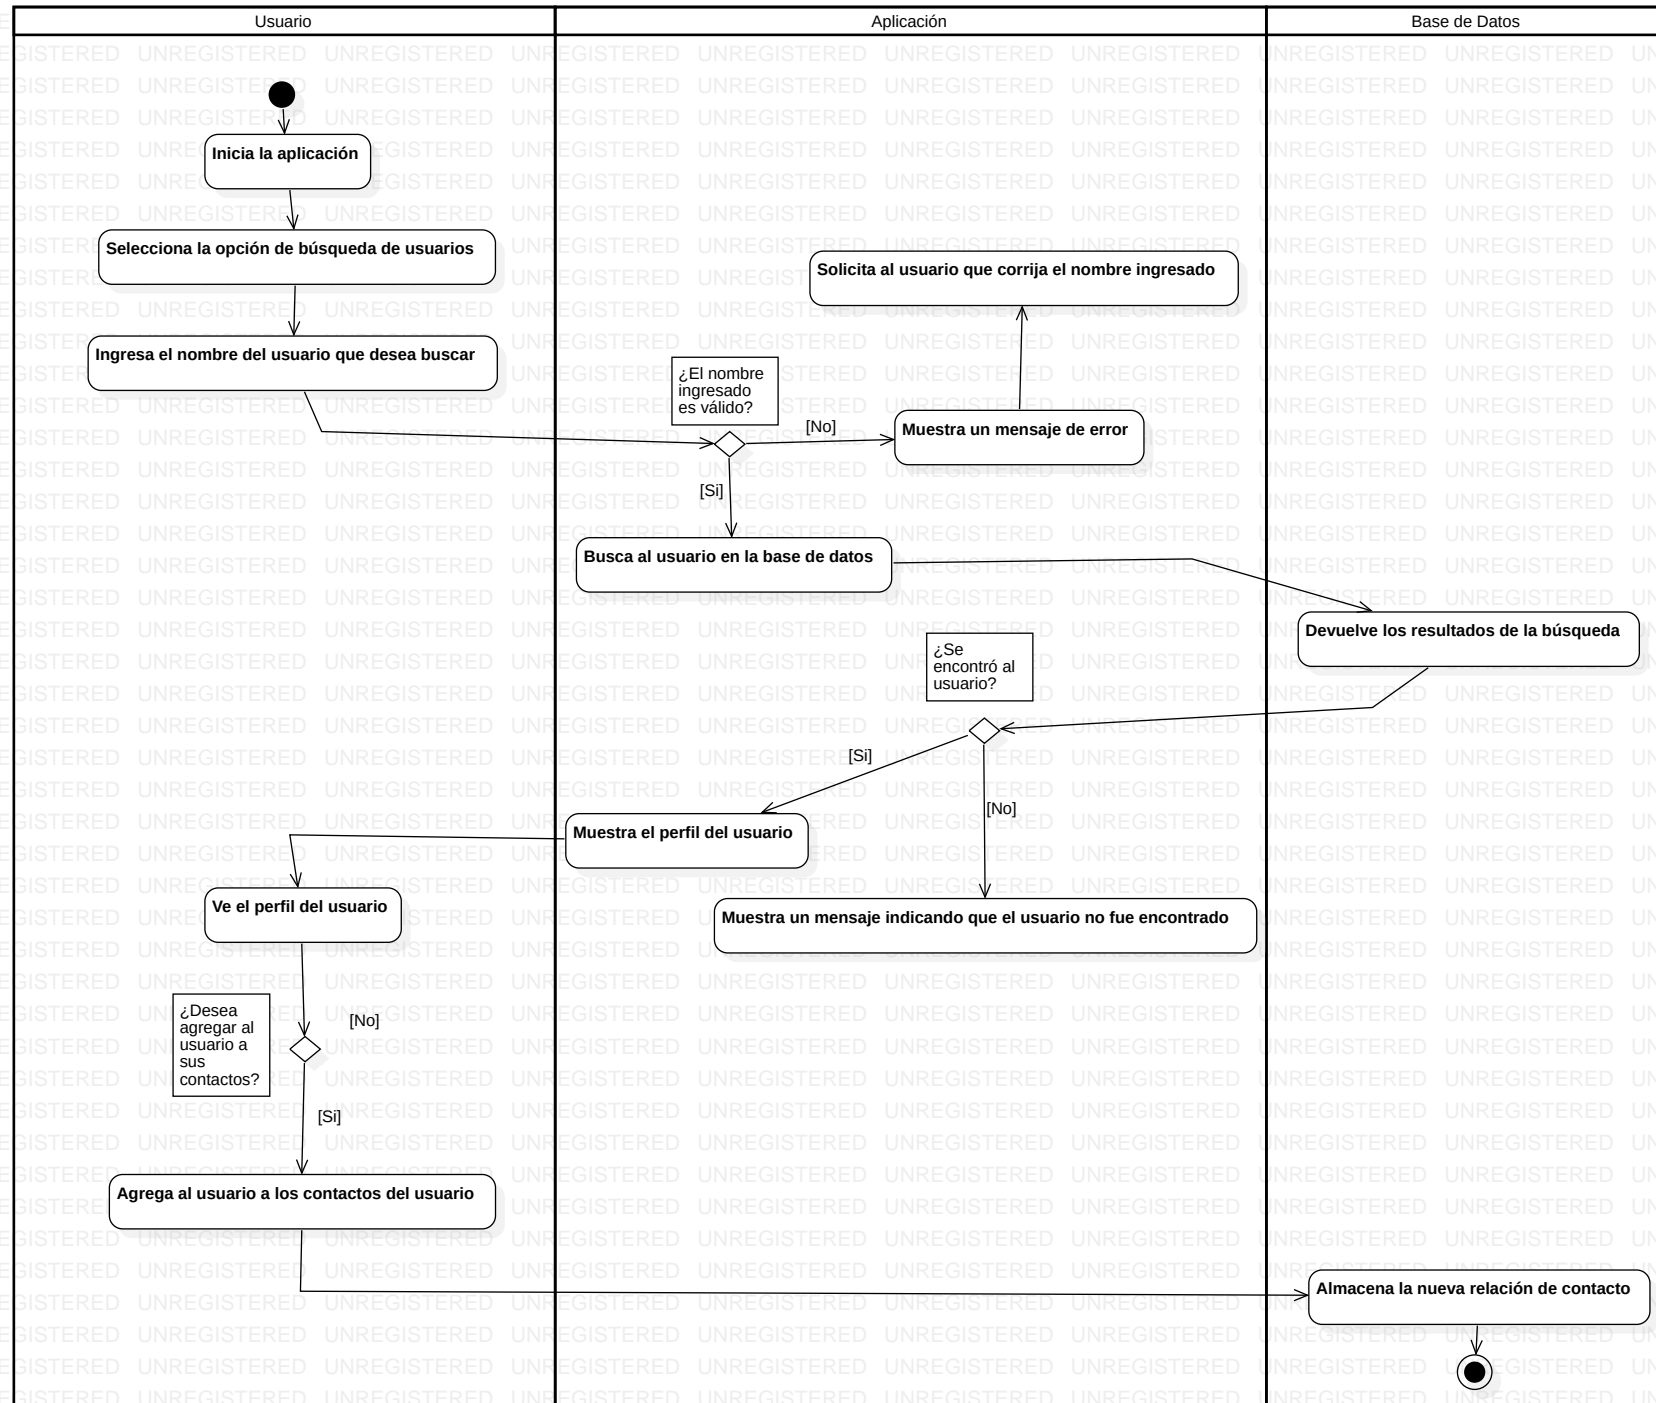 Usuario
Aplicación
Base de Datos
Inicia la aplicación
Selecciona la opción de búsqueda de usuarios
Solicita al usuario que corrija el nombre ingresado
Ingresa el nombre del usuario que desea buscar
¿El nombre
ingresado
es válido?
[No]
Muestra un mensaje de error
[Si]
Busca al usuario en la base de datos
Devuelve los resultados de la búsqueda
¿Se
encontró al
usuario?
[Si]
[No]
Muestra el perfil del usuario
Ve el perfil del usuario
Muestra un mensaje indicando que el usuario no fue encontrado
¿Desea
agregar al
usuario a
sus
contactos?
[No]
[Si]
Agrega al usuario a los contactos del usuario
Almacena la nueva relación de contacto
UNREGISTERED